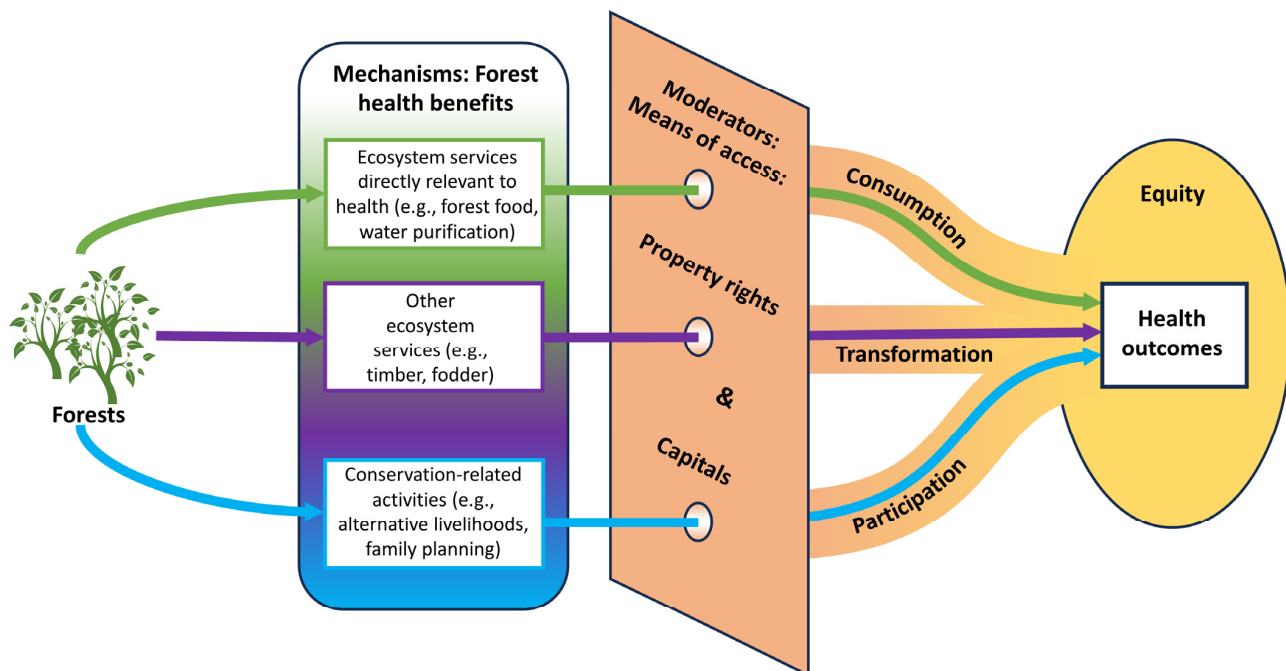 Mechanisms: Forest
health benefits
Ecosystem services
directly relevant to
health (e.g., forest food,
water purification)
Other
ecosystem
services (e.g.,
timber, fodder)
Conservation-related
activities (e.g.,
alternative livelihoods,
family planning)
Forests
Moderators:
Means of access:
Property rights
&
Capitals
Consumption
Transformation
Participation
Equity
Health
outcomes